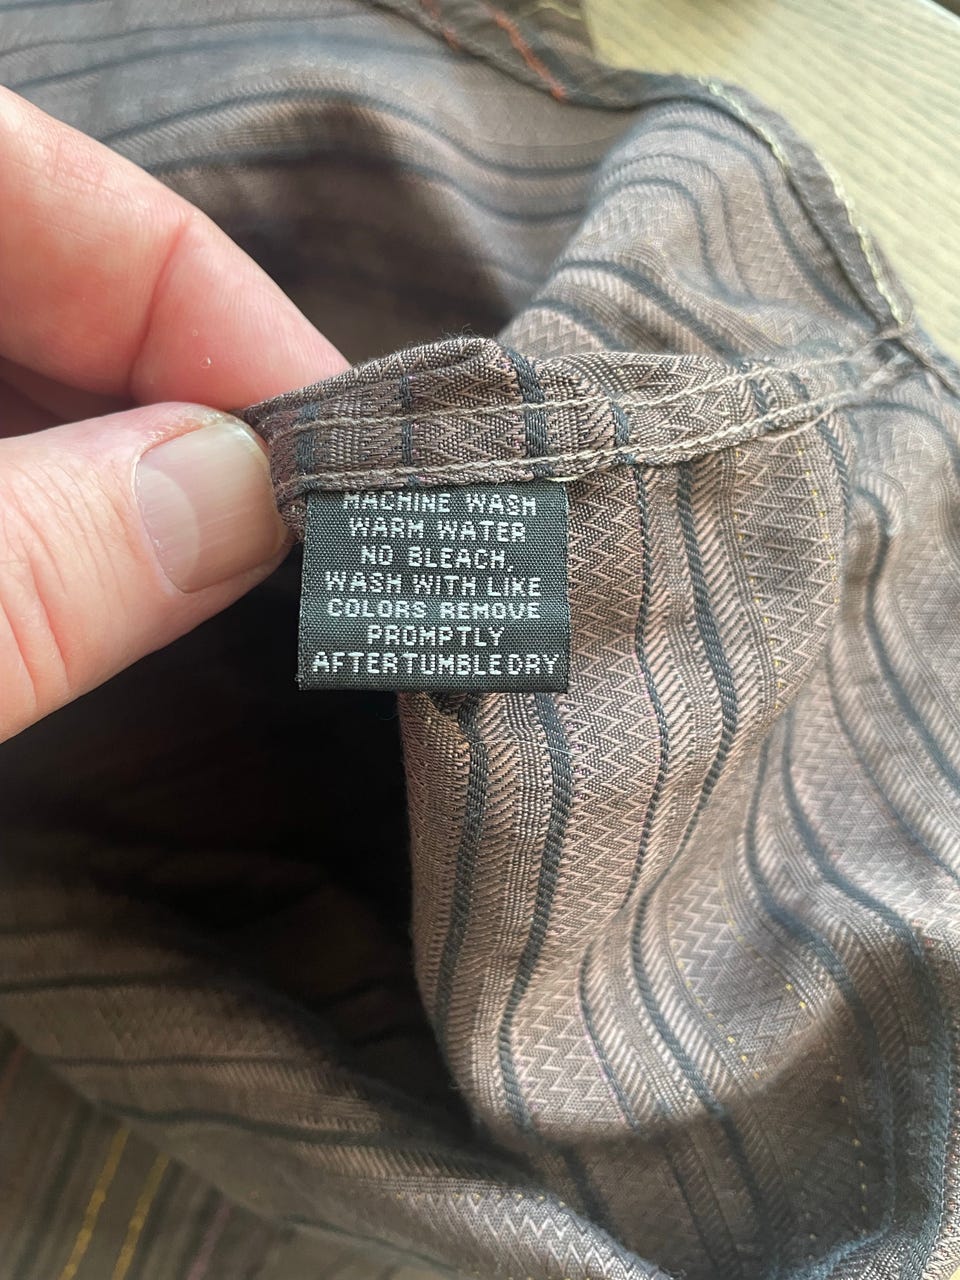 MACHINE WASH
WARM WATER
NO BLEACH.
WASH WITH LIKE
COLORS REMOVE
PROMPTLY
AFTERTUMBLEDRY